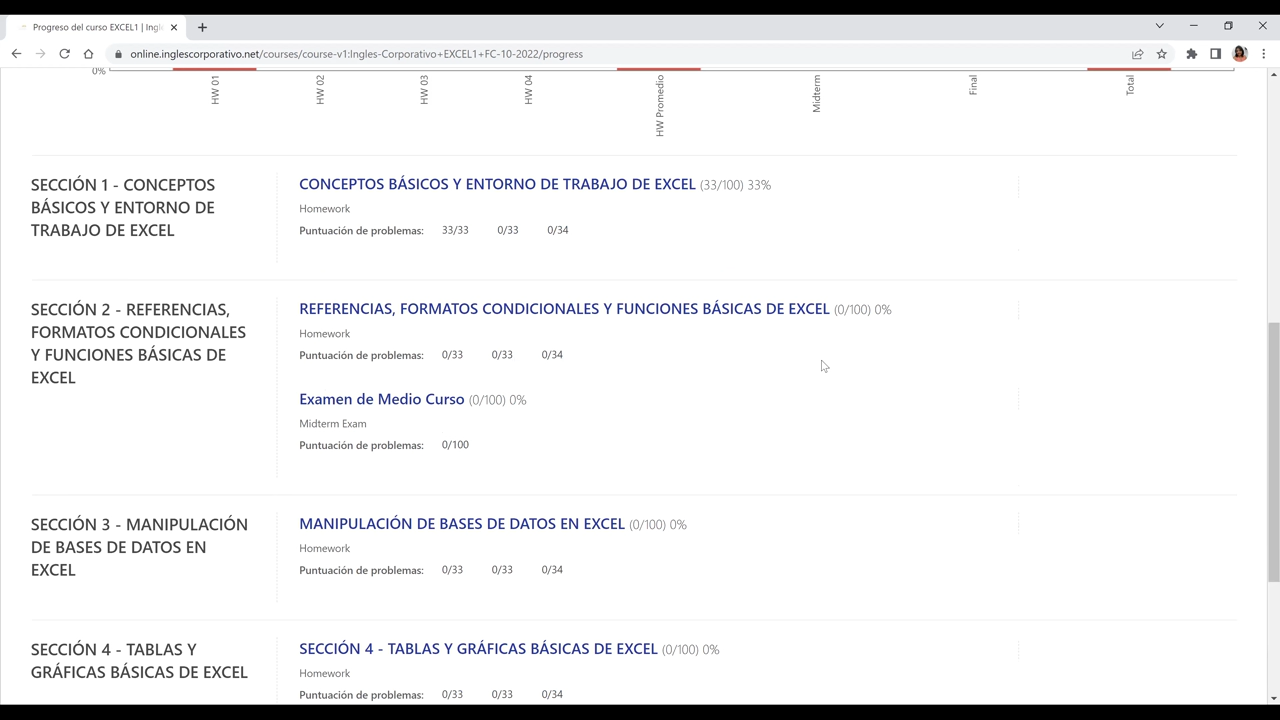 Progreso del curso EXCEL1 | Ingl
online.inglescorporativo.net/courses/course-v1:Ingles-Corporativo+EXCEL1+FC-10-2022/progress
0%
HW 01
HW 02
HW 03
HW 04
HW Promedio
Midterm
Final
Total
SECCIÓN 1 - CONCEPTOS
BÁSICOS Y ENTORNO DE
TRABAJO DE EXCEL
CONCEPTOS BÁSICOS Y ENTORNO DE TRABAJO DE EXCEL (33/100) 33%
Homework
Puntuación de problemas: 33/33 0/33 0/34
SECCIÓN 2 - REFERENCIAS,
FORMATOS CONDICIONALES
Y FUNCIONES BÁSICAS DE
EXCEL
REFERENCIAS, FORMATOS CONDICIONALES Y FUNCIONES BÁSICAS DE EXCEL (0/100) 0%
Homework
Puntuación de problemas: 0/33 0/33 0/34
Examen de Medio Curso (0/100) 0%
Midterm Exam
Puntuación de problemas: 0/100
SECCIÓN 3 - MANIPULACIÓN
DE BASES DE DATOS EN
EXCEL
MANIPULACIÓN DE BASES DE DATOS EN EXCEL (0/100) 0%
Homework
Puntuación de problemas: 0/33 0/33 0/34
SECCIÓN 4 - TABLAS Y
GRÁFICAS BÁSICAS DE EXCEL
SECCIÓN 4 - TABLAS Y GRÁFICAS BÁSICAS DE EXCEL (0/100) 0%
Homework
Puntuación de problemas: 0/33 0/33 0/34